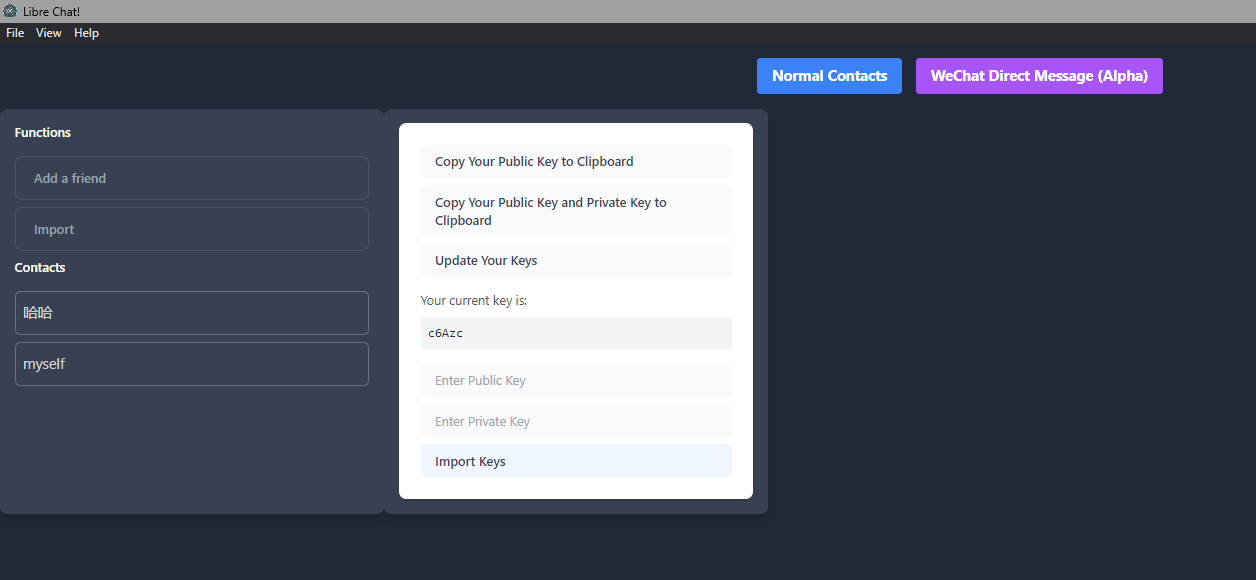 Libre Chat!
File View Help
Normal Contacts WeChat Direct Message (Alpha)
Functions
Add a friend
Import
Contacts
哈哈
myself
Copy Your Public Key to Clipboard
Copy Your Public Key and Private Key to
Clipboard
Update Your Keys
Your current key is:
c6Azc
Enter Public Key
Enter Private Key
Import Keys